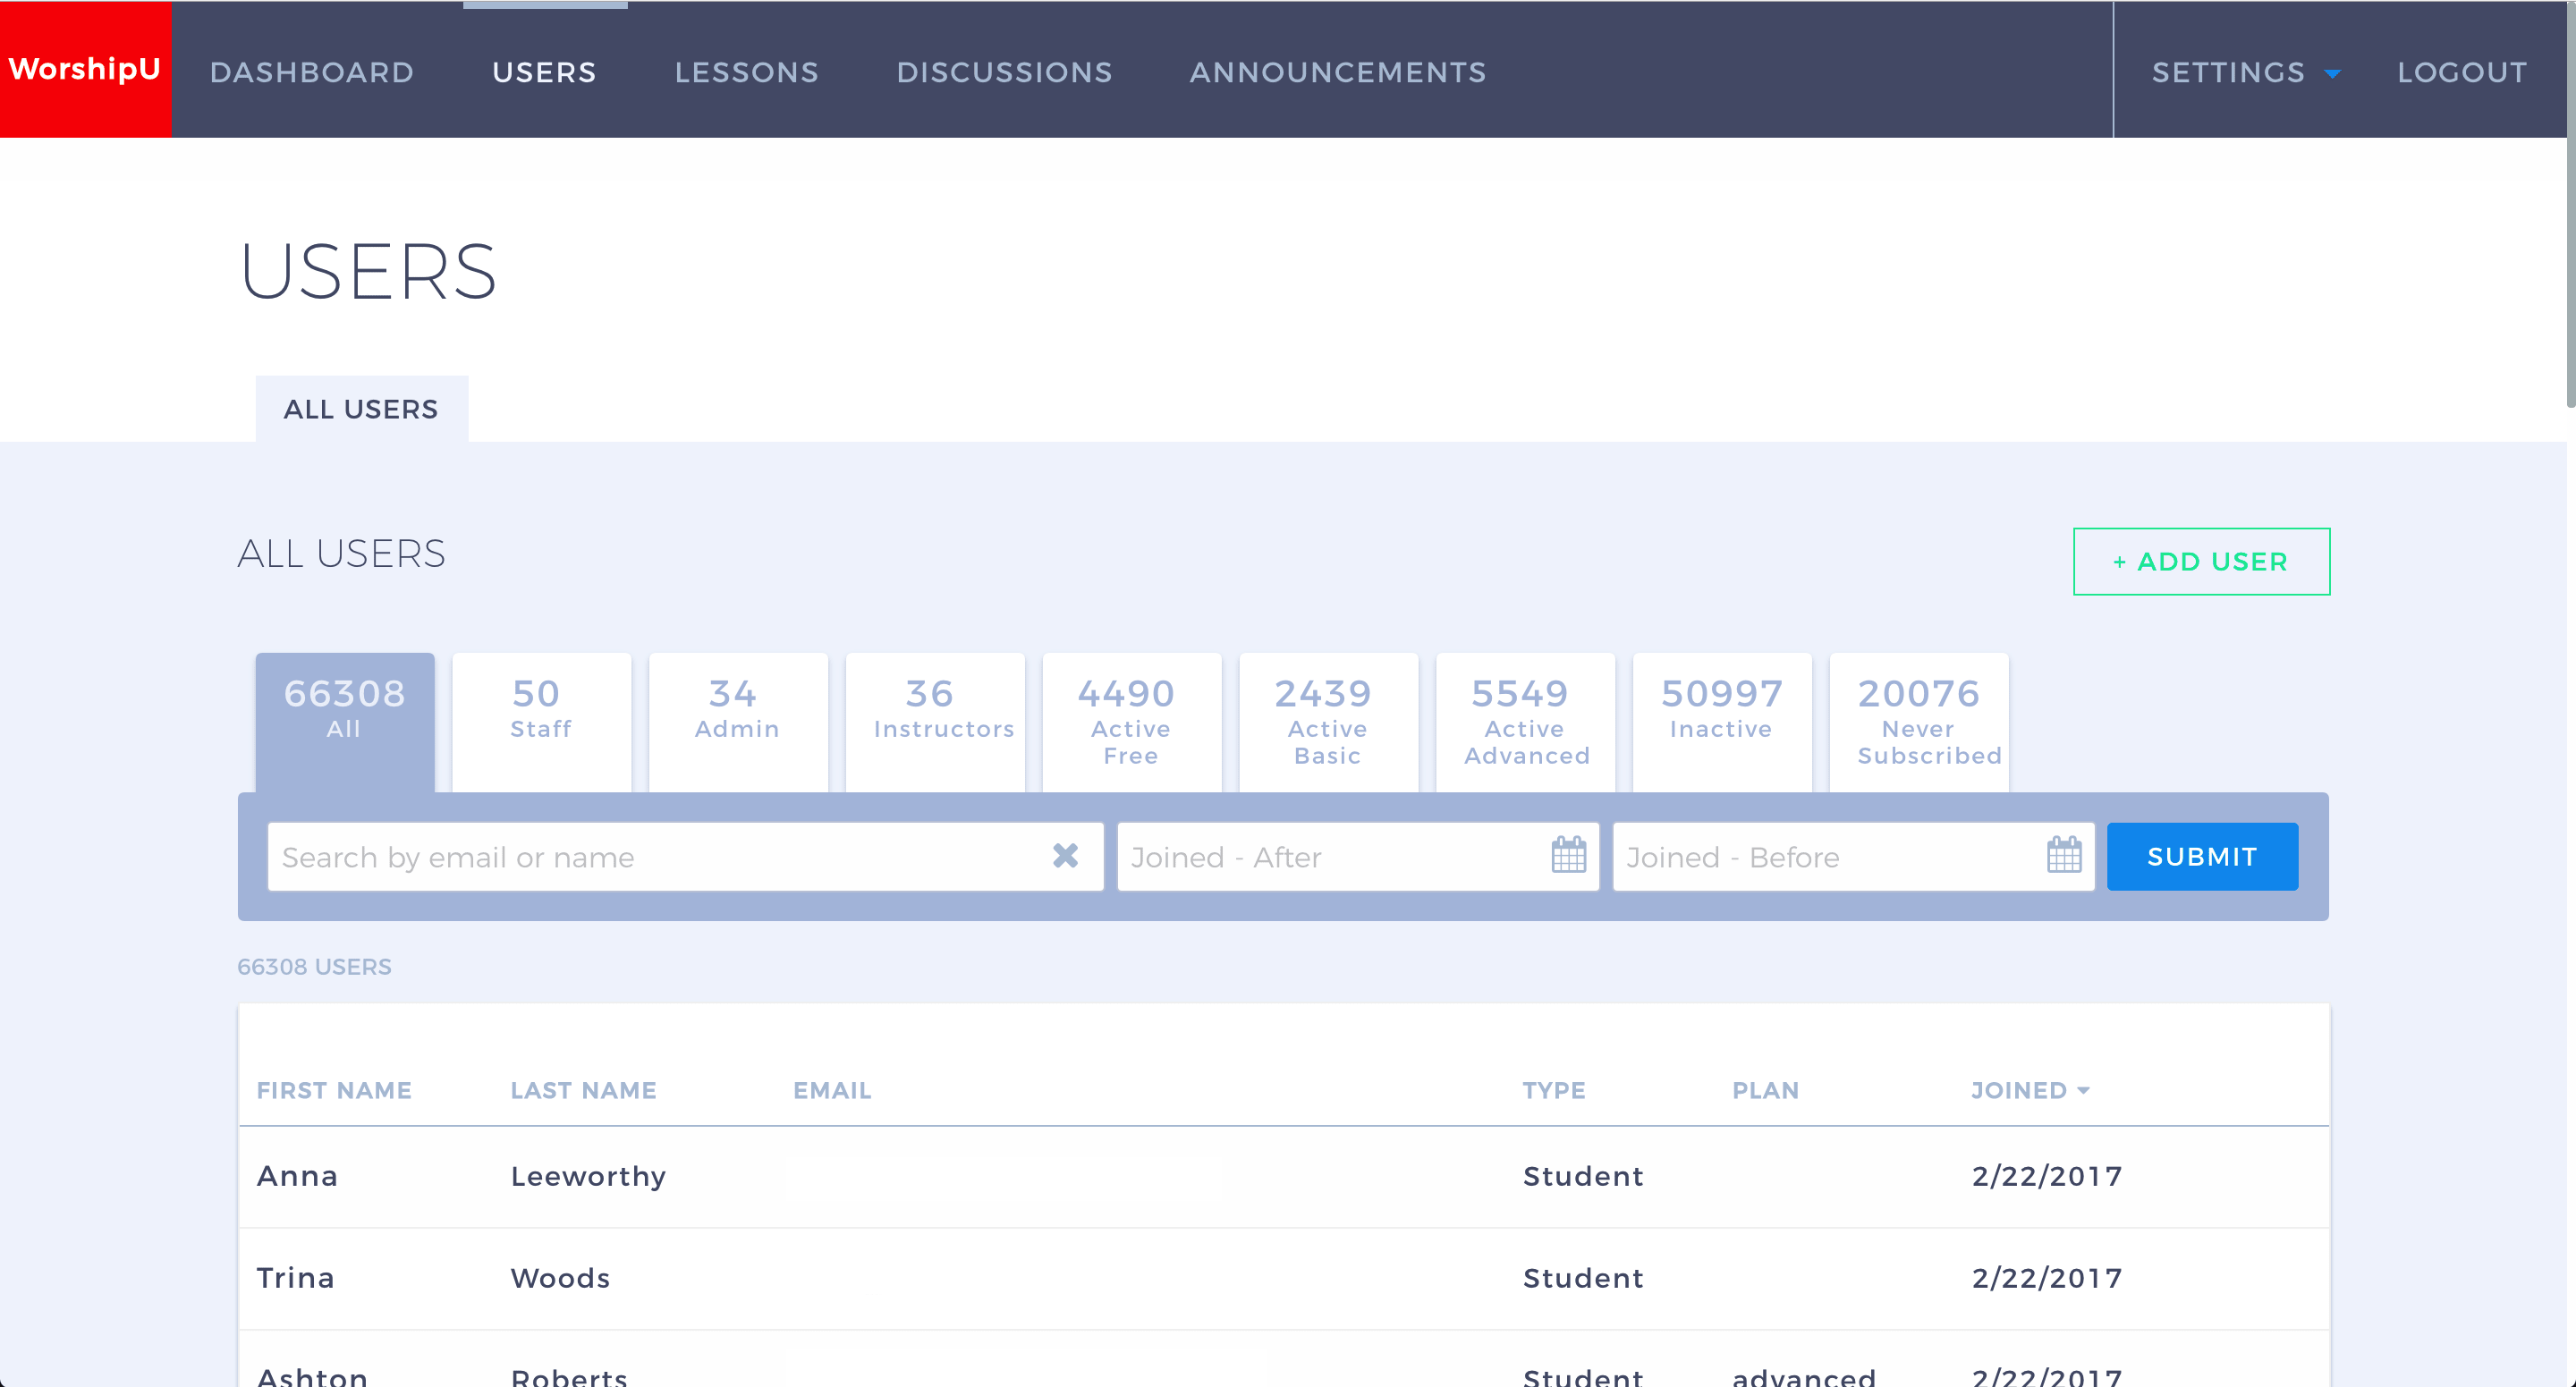 WorshipU DASHBOARD USERS LESSONS DISCUSSIONS ANNOUNCEMENTS SETTINGS LOGOUT
USERS
ALL USERS
ALL USERS
+ ADD USER
66308 50 34 36 4490 2439 5549 50997 20076
All Staff Admin Instructors Active Active Active Inactive Never
Free Basic Advanced Subscribed
Search by email or name Joined - After Joined - Before SUBMIT
66308 USERS
FIRST NAME LAST NAME EMAIL TYPE PLAN JOINED
Anna Leeworthy Student 2/22/2017
Trina Woods Student 2/22/2017
Ashton Roberts Student advanced 2/22/2017